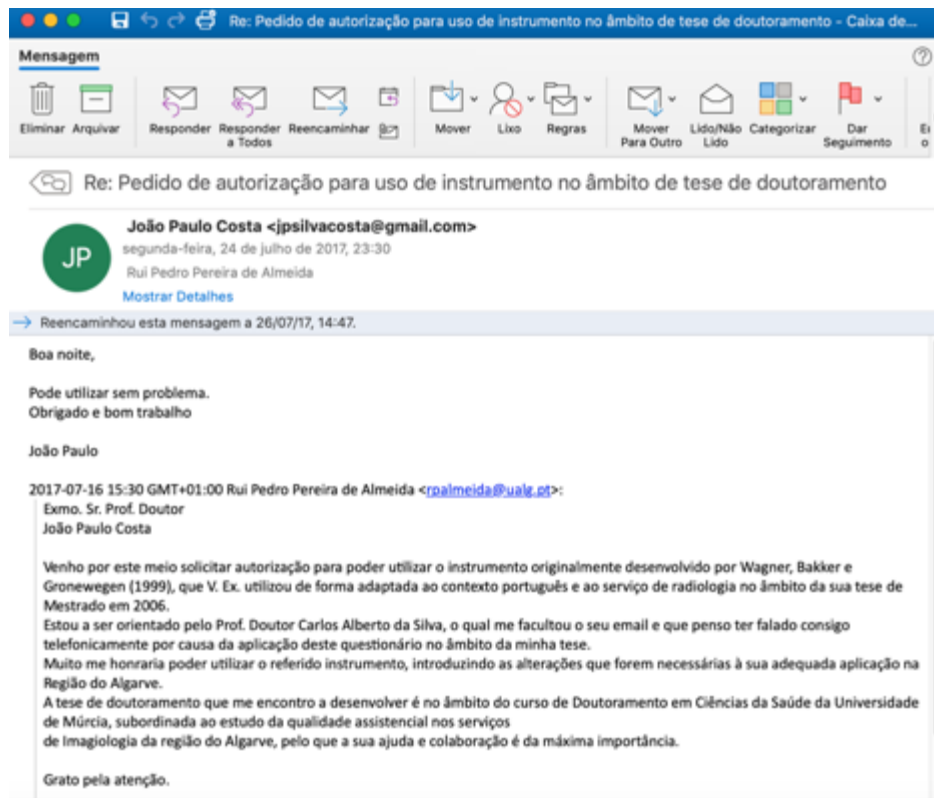 Re: Pedido de autorização para uso de instrumento no âmbito de tese de doutoramento - Caixa de...
Mensagem
Eliminar Arquivar Responder Responder a Todos Reencaminhar Mover Lixo Regras Mover Para Outro Lido/Não Lido Categorizar Dar Seguimento
Re: Pedido de autorização para uso de instrumento no âmbito de tese de doutoramento
JP
João Paulo Costa <jpsilvacosta@gmail.com>
segunda-feira, 24 de julho de 2017, 23:30
Rui Pedro Pereira de Almeida
Mostrar Detalhes
Reencaminhou esta mensagem a 26/07/17, 14:47.
Boa noite,
Pode utilizar sem problema.
Obrigado e bom trabalho
João Paulo
2017-07-16 15:30 GMT+01:00 Rui Pedro Pereira de Almeida <rpalmeida@ualg.pt>:
Exmo. Sr. Prof. Doutor
João Paulo Costa
Venho por este meio solicitar autorização para poder utilizar o instrumento originalmente desenvolvido por Wagner, Bakker e
Gronewegen (1999), que V. Ex. utilizou de forma adaptada ao contexto português e ao serviço de radiologia no âmbito da sua tese de
Mestrado em 2006.
Estou a ser orientado pelo Prof. Doutor Carlos Alberto da Silva, o qual me facultou o seu email e que penso ter falado consigo
telefonicamente por causa da aplicação deste questionário no âmbito da minha tese.
Muito me honraria poder utilizar o referido instrumento, introduzindo as alterações que forem necessárias à sua adequada aplicação na
Região do Algarve.
A tese de doutoramento que me encontro a desenvolver é no âmbito do curso de Doutoramento em Ciências da Saúde da Universidade
de Múrcia, subordinada ao estudo da qualidade assistencial nos serviços
de Imagiologia da região do Algarve, pelo que a sua ajuda e colaboração é da máxima importância.
Grato pela atenção.